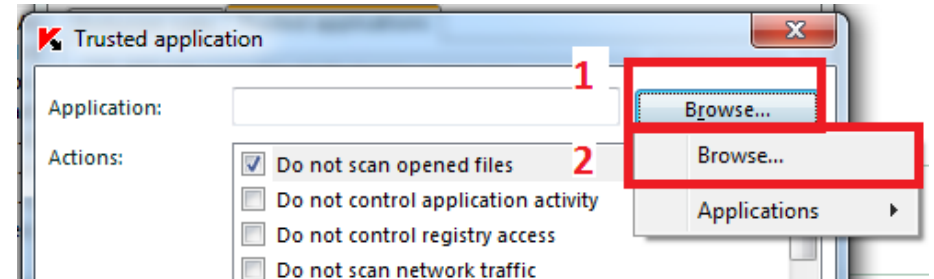 Trusted application
1
Application:
Browse...
Actions:
2
Browse...
Do not scan opened files
Do not control application activity
Applications
Do not control registry access
Do not scan network traffic